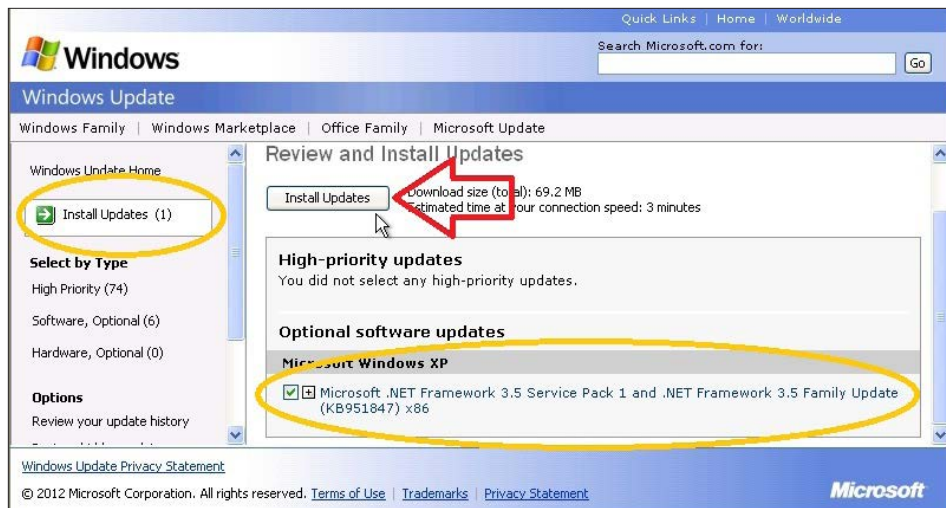 Quick Links | Home | Worldwide
Windows
Search Microsoft.com for:
Go
Windows Update
Windows Family | Windows Marketplace | Office Family | Microsoft Update
Windows Update Home
Install Updates (1)
Select by Type
High Priority (74)
Software, Optional (6)
Hardware, Optional (0)
Options
Review your update history
Review and Install Updates
Install Updates
Download size (total): 69.2 MB
Estimated time at your connection speed: 3 minutes
High-priority updates
You did not select any high-priority updates.
Optional software updates
Microsoft Windows XP
Microsoft .NET Framework 3.5 Service Pack 1 and .NET Framework 3.5 Family Update
(KB951847) x86
Windows Update Privacy Statement
© 2012 Microsoft Corporation. All rights reserved. Terms of Use | Trademarks | Privacy Statement
Microsoft